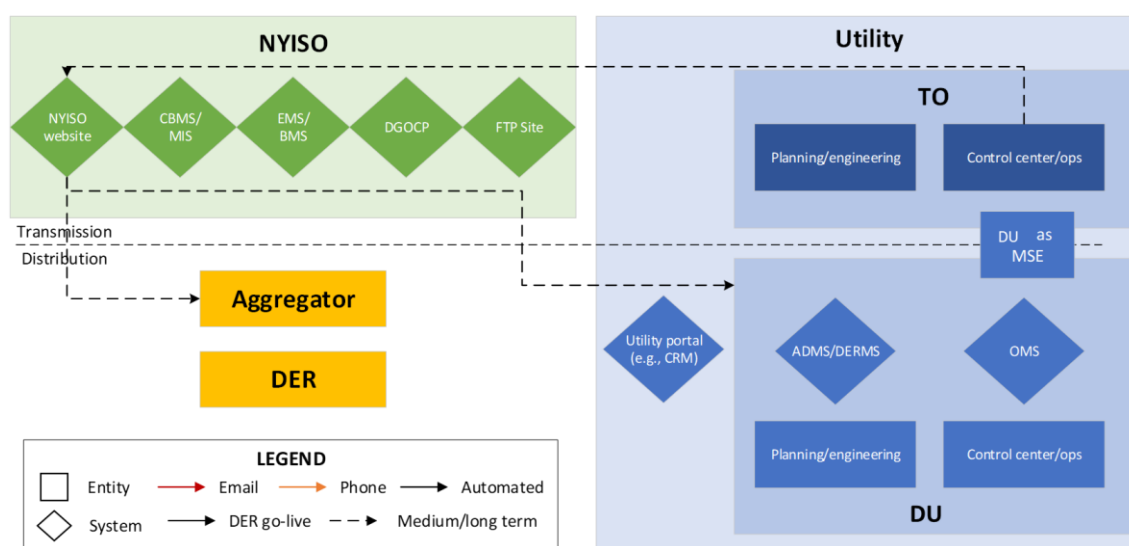 NYISO
Utility
NYISO
website
CBMS/
MIS
EMS/
BMS
DGOCP
FTP Site
TO
Planning/engineering
Control center/ops
Transmission
Distribution
DU as
MSE
Aggregator
DER
Utility portal
(e.g., CRM)
ADMS/DERMS
OMS
Planning/engineering
Control center/ops
DU
LEGEND
Entity Email Phone Automated
System DER go-live Medium/long term